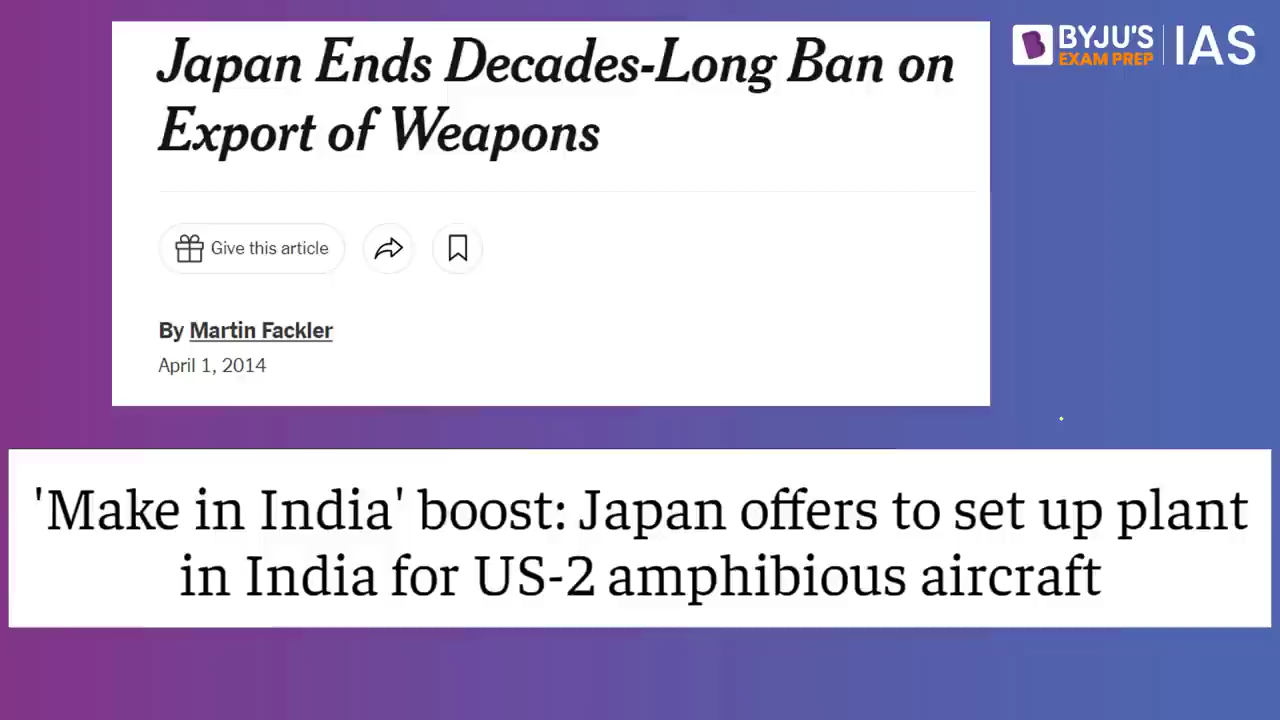 Japan Ends Decades-Long Ban on
Export of Weapons
BYJU'S
EXAM PREP
IAS
Give this article
By Martin Fackler
April 1, 2014
'Make in India' boost: Japan offers to set up plant
in India for US-2 amphibious aircraft